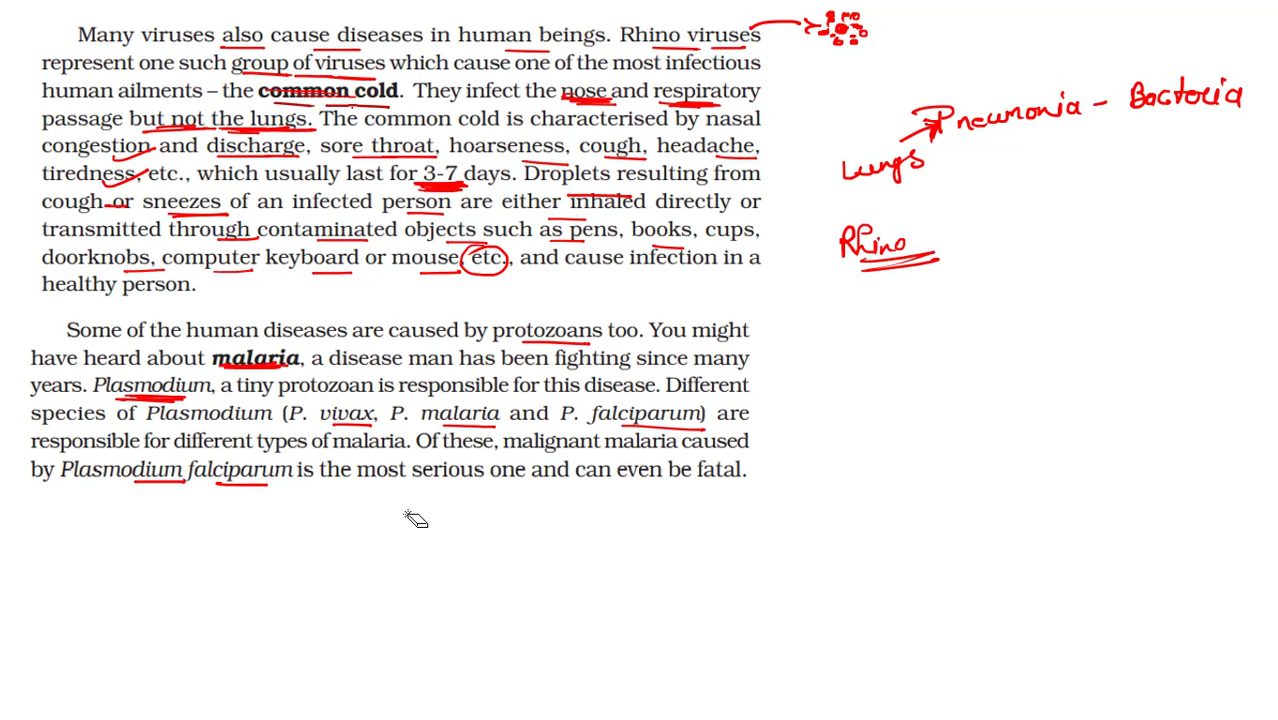 Many viruses also cause diseases in human beings. Rhino viruses
represent one such group of viruses which cause one of the most infectious
human ailments – the common cold. They infect the nose and respiratory
passage but not the lungs. The common cold is characterised by nasal
congestion and discharge, sore throat, hoarseness, cough, headache,
tiredness, etc., which usually last for 3-7 days. Droplets resulting from
cough or sneezes of an infected person are either inhaled directly or
transmitted through contaminated objects such as pens, books, cups,
doorknobs, computer keyboard or mouse, etc., and cause infection in a
healthy person.
Some of the human diseases are caused by protozoans too. You might
have heard about malaria, a disease man has been fighting since many
years. Plasmodium, a tiny protozoan is responsible for this disease. Different
species of Plasmodium (P. vivax, P. malaria and P. falciparum) are
responsible for different types of malaria. Of these, malignant malaria caused
by Plasmodium falciparum is the most serious one and can even be fatal.
Pneumonia - Bacteria
Lungs
Rhino